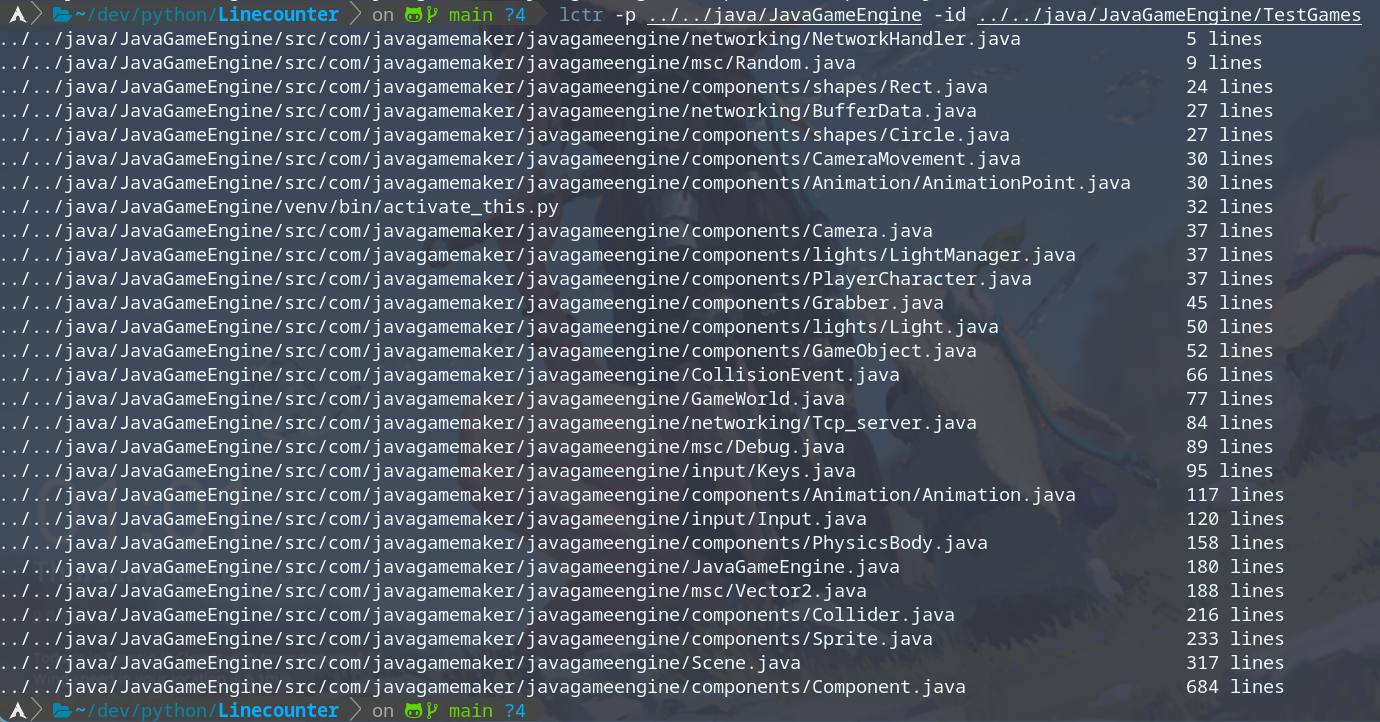 ~/dev/python/Linecounter on main ?4 lctr -p ../../java/JavaGameEngine -id ../../java/JavaGameEngine/TestGames
../../java/JavaGameEngine/src/com/javagamemaker/javagameengine/networking/NetworkHandler.java 5 lines
../../java/JavaGameEngine/src/com/javagamemaker/javagameengine/msc/Random.java 9 lines
../../java/JavaGameEngine/src/com/javagamemaker/javagameengine/components/shapes/Rect.java 24 lines
../../java/JavaGameEngine/src/com/javagamemaker/javagameengine/networking/BufferData.java 27 lines
../../java/JavaGameEngine/src/com/javagamemaker/javagameengine/components/shapes/Circle.java 27 lines
../../java/JavaGameEngine/src/com/javagamemaker/javagameengine/components/CameraMovement.java 30 lines
../../java/JavaGameEngine/src/com/javagamemaker/javagameengine/components/Animation/AnimationPoint.java 30 lines
../../java/JavaGameEngine/venv/bin/activate_this.py 32 lines
../../java/JavaGameEngine/src/com/javagamemaker/javagameengine/components/Camera.java 37 lines
../../java/JavaGameEngine/src/com/javagamemaker/javagameengine/components/lights/LightManager.java 37 lines
../../java/JavaGameEngine/src/com/javagamemaker/javagameengine/components/PlayerCharacter.java 37 lines
../../java/JavaGameEngine/src/com/javagamemaker/javagameengine/components/Grabber.java 45 lines
../../java/JavaGameEngine/src/com/javagamemaker/javagameengine/components/lights/Light.java 50 lines
../../java/JavaGameEngine/src/com/javagamemaker/javagameengine/components/GameObject.java 52 lines
../../java/JavaGameEngine/src/com/javagamemaker/javagameengine/CollisionEvent.java 66 lines
../../java/JavaGameEngine/src/com/javagamemaker/javagameengine/GameWorld.java 77 lines
../../java/JavaGameEngine/src/com/javagamemaker/javagameengine/networking/Tcp_server.java 84 lines
../../java/JavaGameEngine/src/com/javagamemaker/javagameengine/msc/Debug.java 89 lines
../../java/JavaGameEngine/src/com/javagamemaker/javagameengine/input/Keys.java 95 lines
../../java/JavaGameEngine/src/com/javagamemaker/javagameengine/components/Animation/Animation.java 117 lines
../../java/JavaGameEngine/src/com/javagamemaker/javagameengine/input/Input.java 120 lines
../../java/JavaGameEngine/src/com/javagamemaker/javagameengine/components/PhysicsBody.java 158 lines
../../java/JavaGameEngine/src/com/javagamemaker/javagameengine/JavaGameEngine.java 180 lines
../../java/JavaGameEngine/src/com/javagamemaker/javagameengine/msc/Vector2.java 188 lines
../../java/JavaGameEngine/src/com/javagamemaker/javagameengine/components/Collider.java 216 lines
../../java/JavaGameEngine/src/com/javagamemaker/javagameengine/components/Sprite.java 233 lines
../../java/JavaGameEngine/src/com/javagamemaker/javagameengine/Scene.java 317 lines
../../java/JavaGameEngine/src/com/javagamemaker/javagameengine/components/Component.java 684 lines
~/dev/python/Linecounter on main ?4